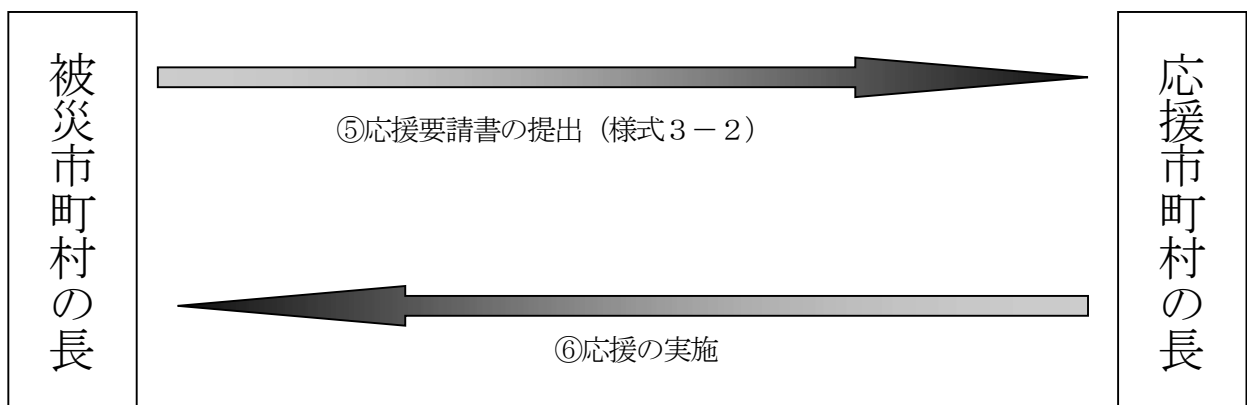 被災市町村の長
⑤応援要請書の提出（様式３－２）
⑥応援の実施
応援市町村の長